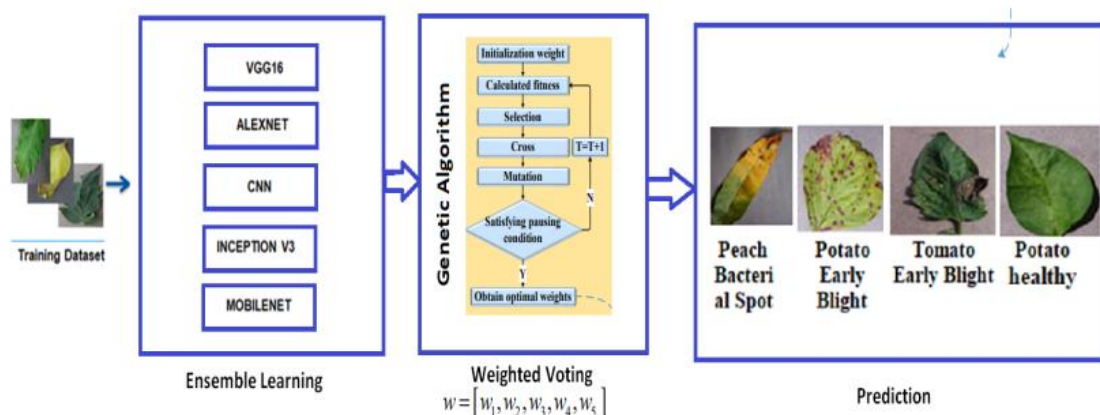 Training Dataset
VGG16
ALEXNET
CNN
INCEPTION V3
MOBILENET
Ensemble Learning
Genetic Algorithm
Initialization weight
Calculated fitness
Selection
Cross
T=T+1
Mutation
N
Satisfying pausing
condition
Y
Obtain optimal weights
Weighted Voting
w = [w₁, w₂, w₃, w₄, w₅]
Peach
Bacteri
al Spot
Potato
Early
Blight
Tomato
Early Blight
Potato
healthy
Prediction